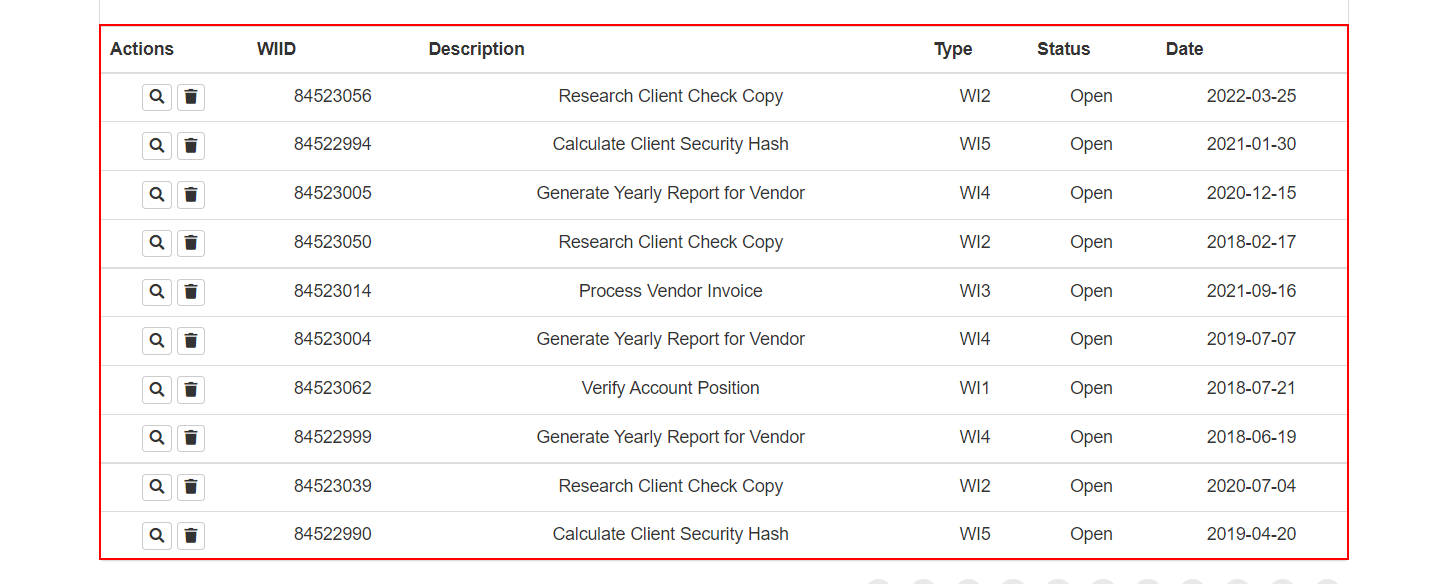 Actions WIID Description Type Status Date
84523056 Research Client Check Copy WI2 Open 2022-03-25
84522994 Calculate Client Security Hash WI5 Open 2021-01-30
84523005 Generate Yearly Report for Vendor WI4 Open 2020-12-15
84523050 Research Client Check Copy WI2 Open 2018-02-17
84523014 Process Vendor Invoice WI3 Open 2021-09-16
84523004 Generate Yearly Report for Vendor WI4 Open 2019-07-07
84523062 Verify Account Position WI1 Open 2018-07-21
84522999 Generate Yearly Report for Vendor WI4 Open 2018-06-19
84523039 Research Client Check Copy WI2 Open 2020-07-04
84522990 Calculate Client Security Hash WI5 Open 2019-04-20